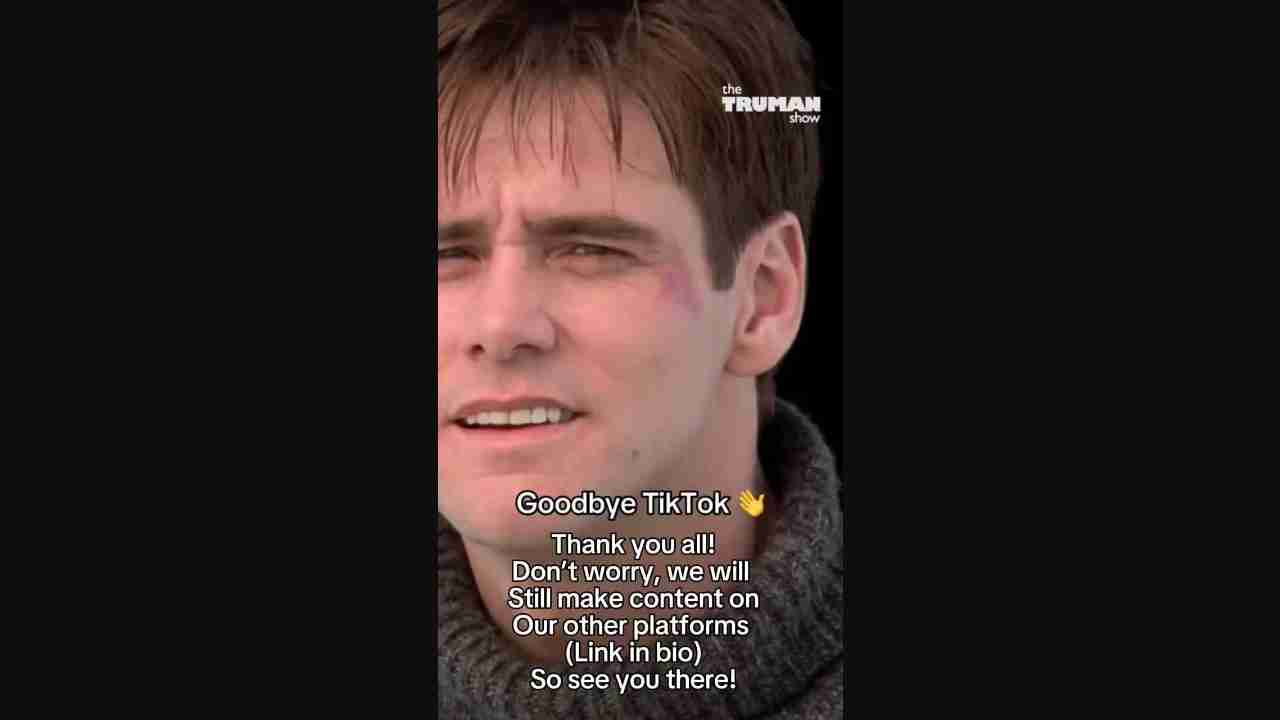 the
TRUMAN
show
Goodbye TikTok 👋
Thank you all!
Don’t worry, we will
Still make content on
Our other platforms
(Link in bio)
So see you there!